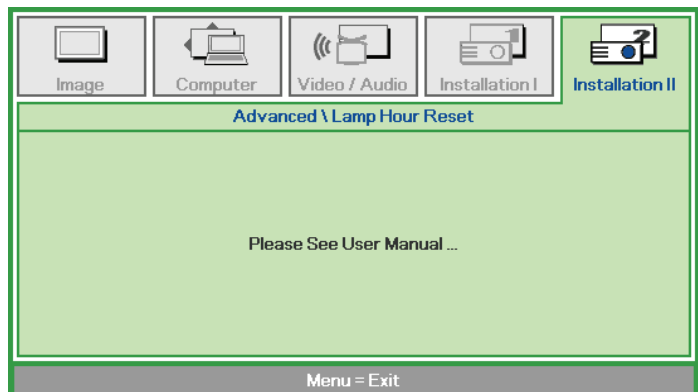 Image
Computer
Video / Audio
Installation I
Installation II
Advanced \ Lamp Hour Reset
Please See User Manual ...
Menu = Exit